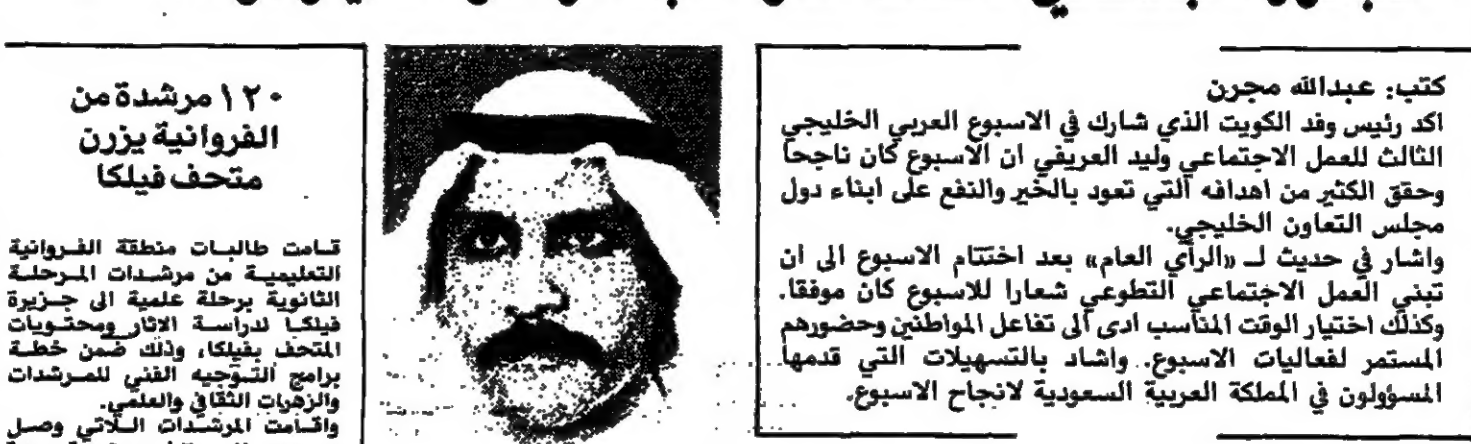 كتب: عبدالله مجرن
اكد رئيس وفد الكويت الذي شارك في الاسبوع العربي الخليجي
الثالث للعمل الاجتماعي وليد العريفي ان الاسبوع كان ناجحا
وحقق الكثير من اهدافه التي تعود بالخير والنفع على ابناء دول
مجلس التعاون الخليجي.
واشار في حديث لـ «الرأي العام» بعد اختتام الاسبوع الى ان
تبني العمل الاجتماعي التطوعي شعارا للاسبوع كان موفقا.
وكذلك اختيار الوقت المناسب ادى الى تفاعل المواطنين وحضورهم
المستمر لفعاليات الاسبوع. واشاد بالتسهيلات التي قدمها
المسؤولون في المملكة العربية السعودية لانجاح الاسبوع.
١٢٠ مرشدة من
الفروانية يزرن
متحف فيلكا
قامت طالبات منطقة الفروانية
التعليمية من مرشدات المرحلة
الثانوية برحلة علمية الى جزيرة
فيلكا لدراسة الاثار ومحتويات
المتحف بفيلكا، وذلك ضمن خطة
برامج التوجيه الفني للمرشدات
والزهرات الثقافي والعلمي.
واقامت المرشدات اللاتي وصل